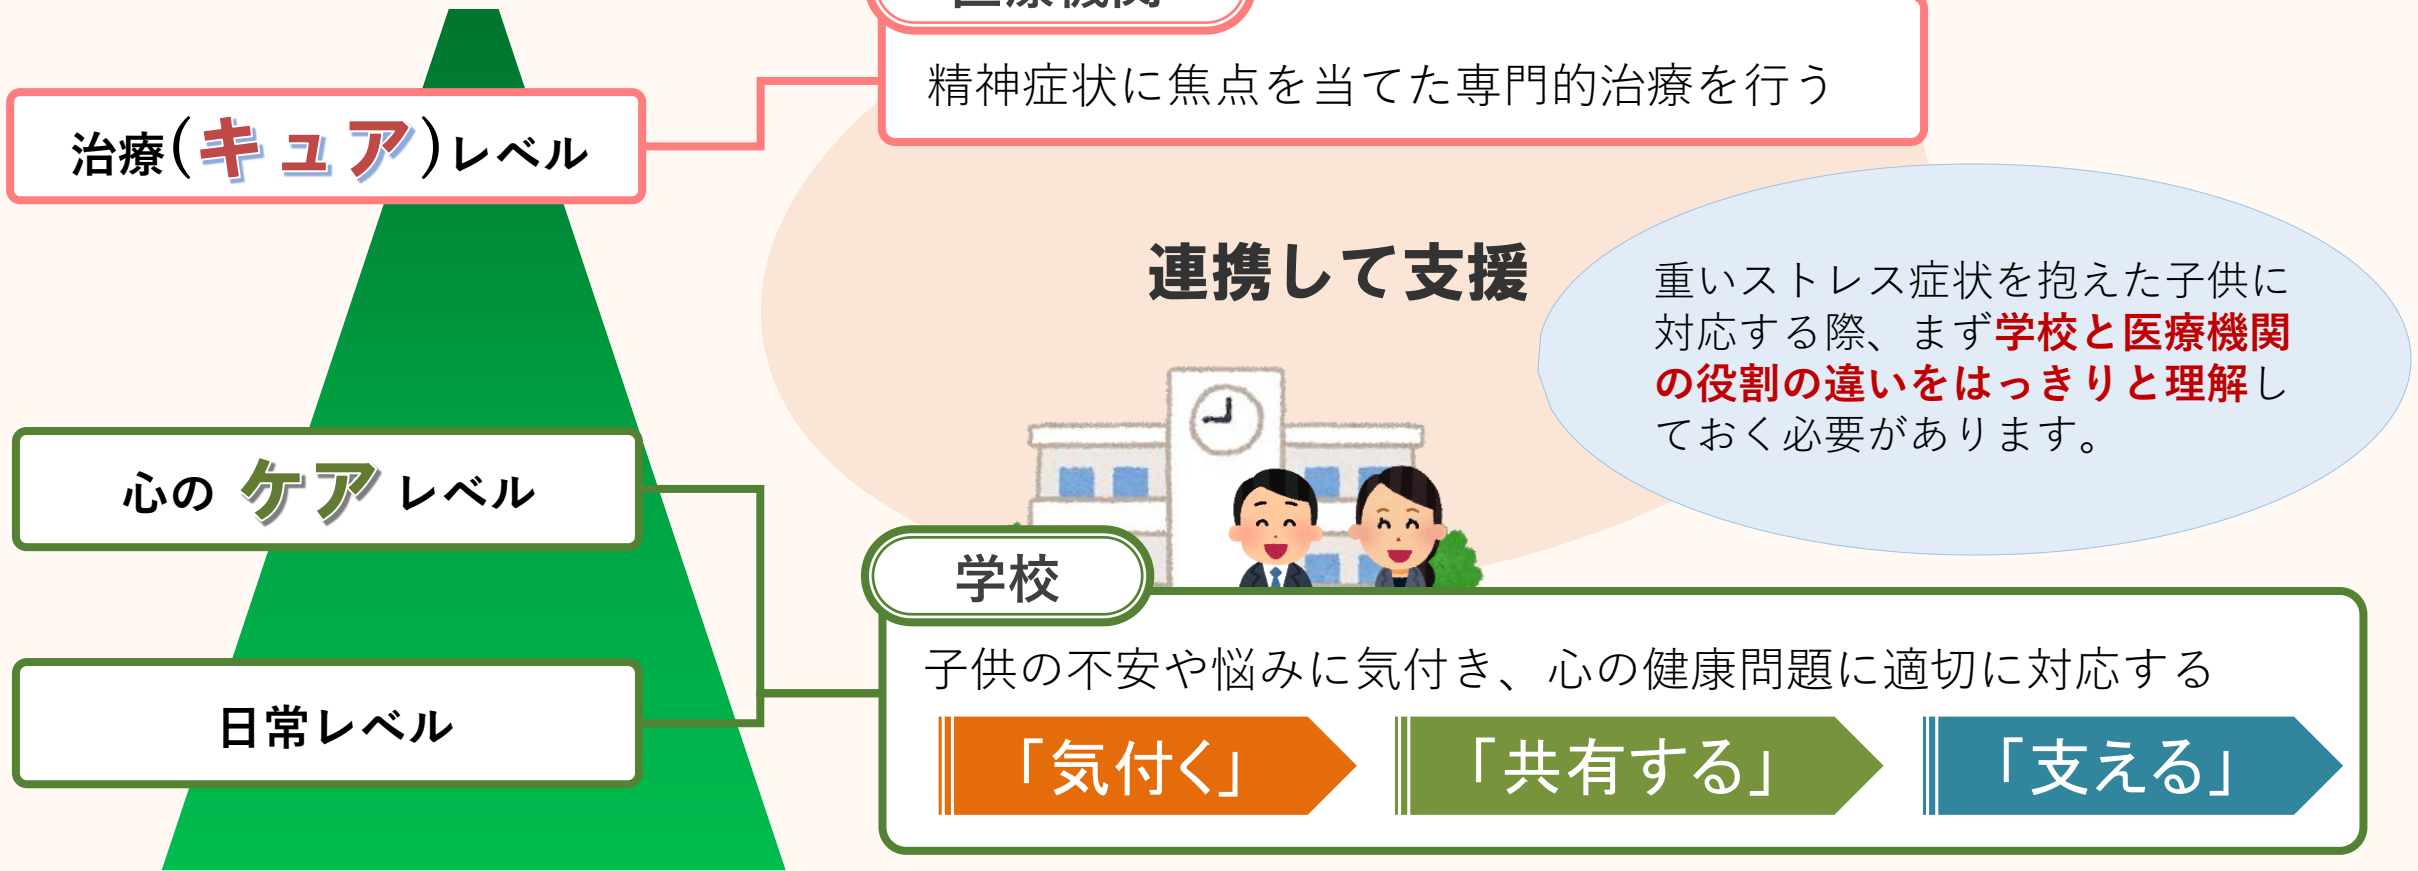 医療機関
精神症状に焦点を当てた専門的治療を行う
治療(キュア)レベル
連携して支援
重いストレス症状を抱えた子供に
対応する際、まず学校と医療機関
の役割の違いをはっきりと理解し
ておく必要があります。
心の ケア レベル
学校
子供の不安や悩みに気付き、心の健康問題に適切に対応する
日常レベル
「気付く」
「共有する」
「支える」